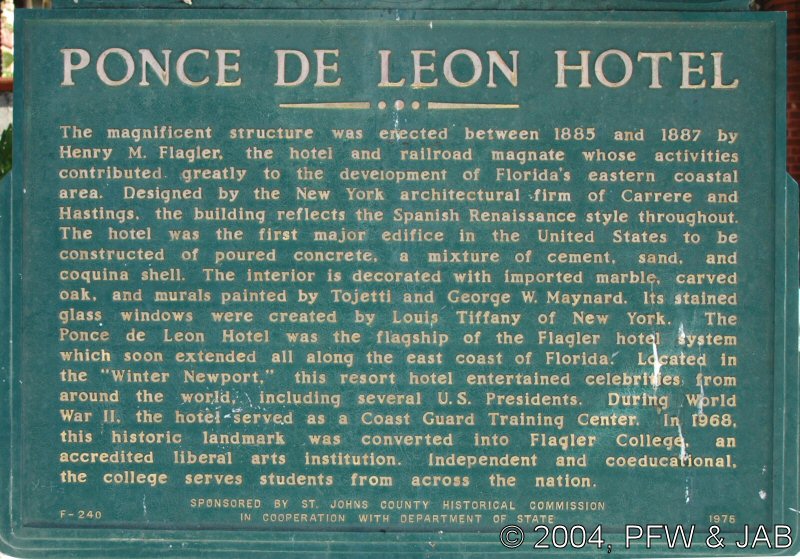 PONCE DE LEON HOTEL
The magnificent structure was erected between 1885 and 1887 by
Henry M. Flagler, the hotel and railroad magnate whose activities
contributed greatly to the development of Florida's eastern coastal
area. Designed by the New York architectural firm of Carrere and
Hastings, the building reflects the Spanish Renaissance style throughout.
The hotel was the first major edifice in the United States to be
constructed of poured concrete, a mixture of cement, sand, and
coquina shell. The interior is decorated with imported marble, carved
oak, and murals painted by Tojetti and George W. Maynard. Its stained
glass windows were created by Louis Tiffany of New York. The
Ponce de Leon Hotel was the flagship of the Flagler hotel system
which soon extended all along the east coast of Florida. Located in
the "Winter Newport," this resort hotel entertained celebrities from
around the world, including several U.S. Presidents. During World
War II, the hotel served as a Coast Guard Training Center. In 1968,
this historic landmark was converted into Flagler College, an
accredited liberal arts institution. Independent and coeducational,
the college serves students from across the nation.
SPONSORED BY ST. JOHNS COUNTY HISTORICAL COMMISSION
F-240 IN COOPERATION WITH DEPARTMENT OF STATE 1975
© 2004, PFW & JAB